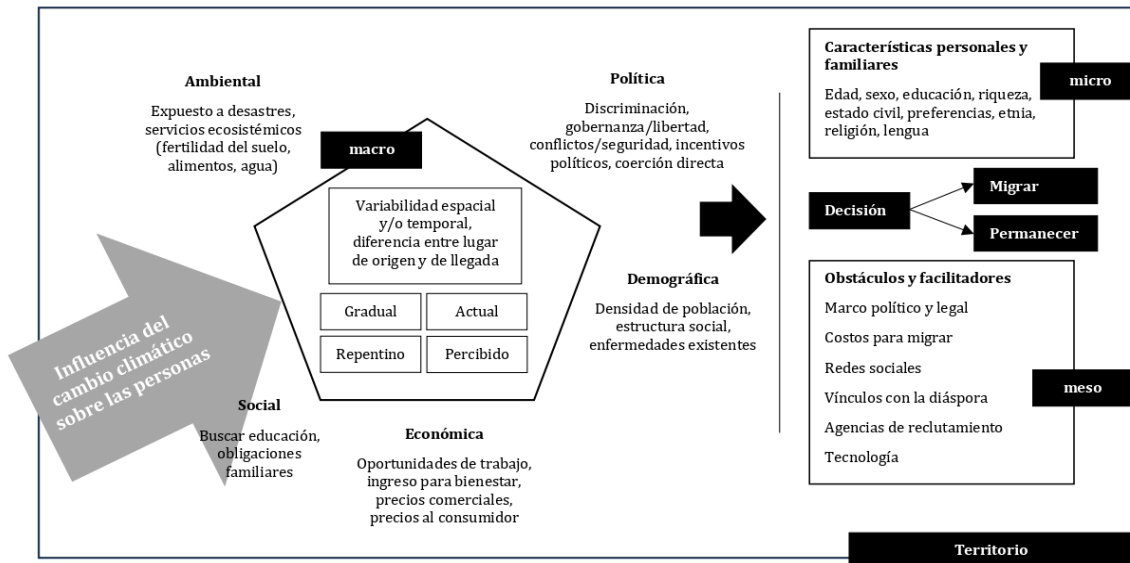 Ambiental
Expuesto a desastres,
servicios ecosistémicos
(fertilidad del suelo,
alimentos, agua)
macro
Política
Discriminación,
gobernanza/libertad,
conflictos/seguridad, incentivos
políticos, coerción directa
Variabilidad espacial
y/o temporal,
diferencia entre lugar
de origen y de llegada
Gradual
Actual
Repentino
Percibido
Demográfica
Densidad de población,
estructura social,
enfermedades existentes
Influencia del
cambio climático
sobre las personas
Social
Buscar educación,
obligaciones
familiares
Económica
Oportunidades de trabajo,
ingreso para bienestar,
precios comerciales,
precios al consumidor
Características personales y
familiares
micro
Edad, sexo, educación, riqueza,
estado civil, preferencias, etnia,
religión, lengua
Decisión
Migrar
Permanecer
Obstáculos y facilitadores
Marco político y legal
Costos para migrar
Redes sociales
meso
Vínculos con la diáspora
Agencias de reclutamiento
Tecnología
Territorio